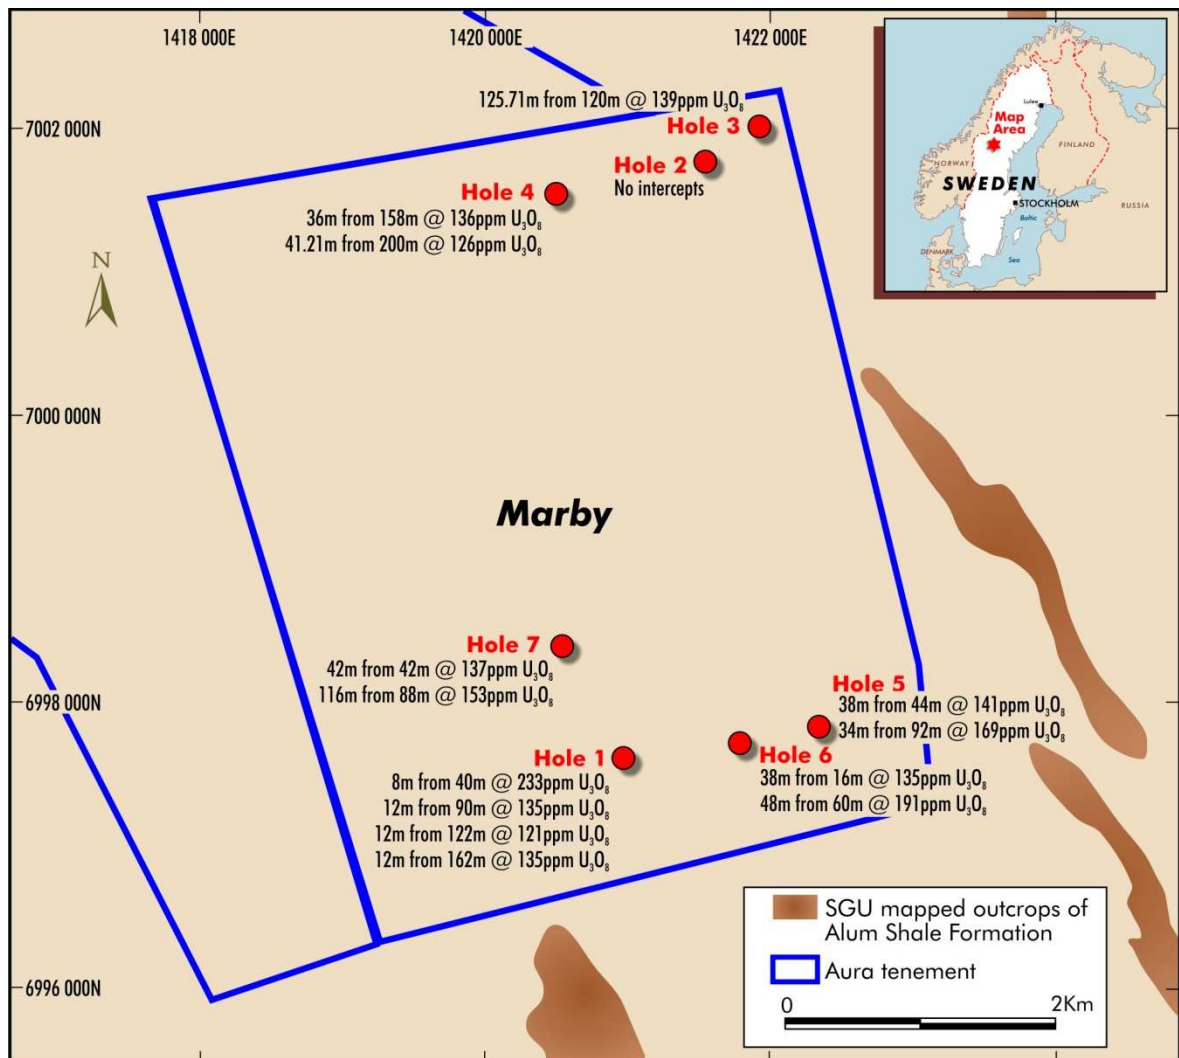 1418 000E
1420 000E
1422 000E
7002 000N
7000 000N
6998 000N
6996 000N
N
125.71m from 120m @ 139ppm U₃O₈
Hole 3
Hole 2
No intercepts
Hole 4
36m from 158m @ 136ppm U₃O₈
41.21m from 200m @ 126ppm U₃O₈
Marby
Hole 7
42m from 42m @ 137ppm U₃O₈
116m from 88m @ 153ppm U₃O₈
Hole 5
38m from 44m @ 141ppm U₃O₈
34m from 92m @ 169ppm U₃O₈
Hole 1
8m from 40m @ 233ppm U₃O₈
12m from 90m @ 135ppm U₃O₈
12m from 122m @ 121ppm U₃O₈
12m from 162m @ 135ppm U₃O₈
Hole 6
38m from 16m @ 135ppm U₃O₈
48m from 60m @ 191ppm U₃O₈
Lulea
Map
Area
FINLAND
NORWAY
SWEDEN
STOCKHOLM
RUSSIA
Baltic
Sea
DENMARK
SGU mapped outcrops of
Alum Shale Formation
Aura tenement
0
2Km